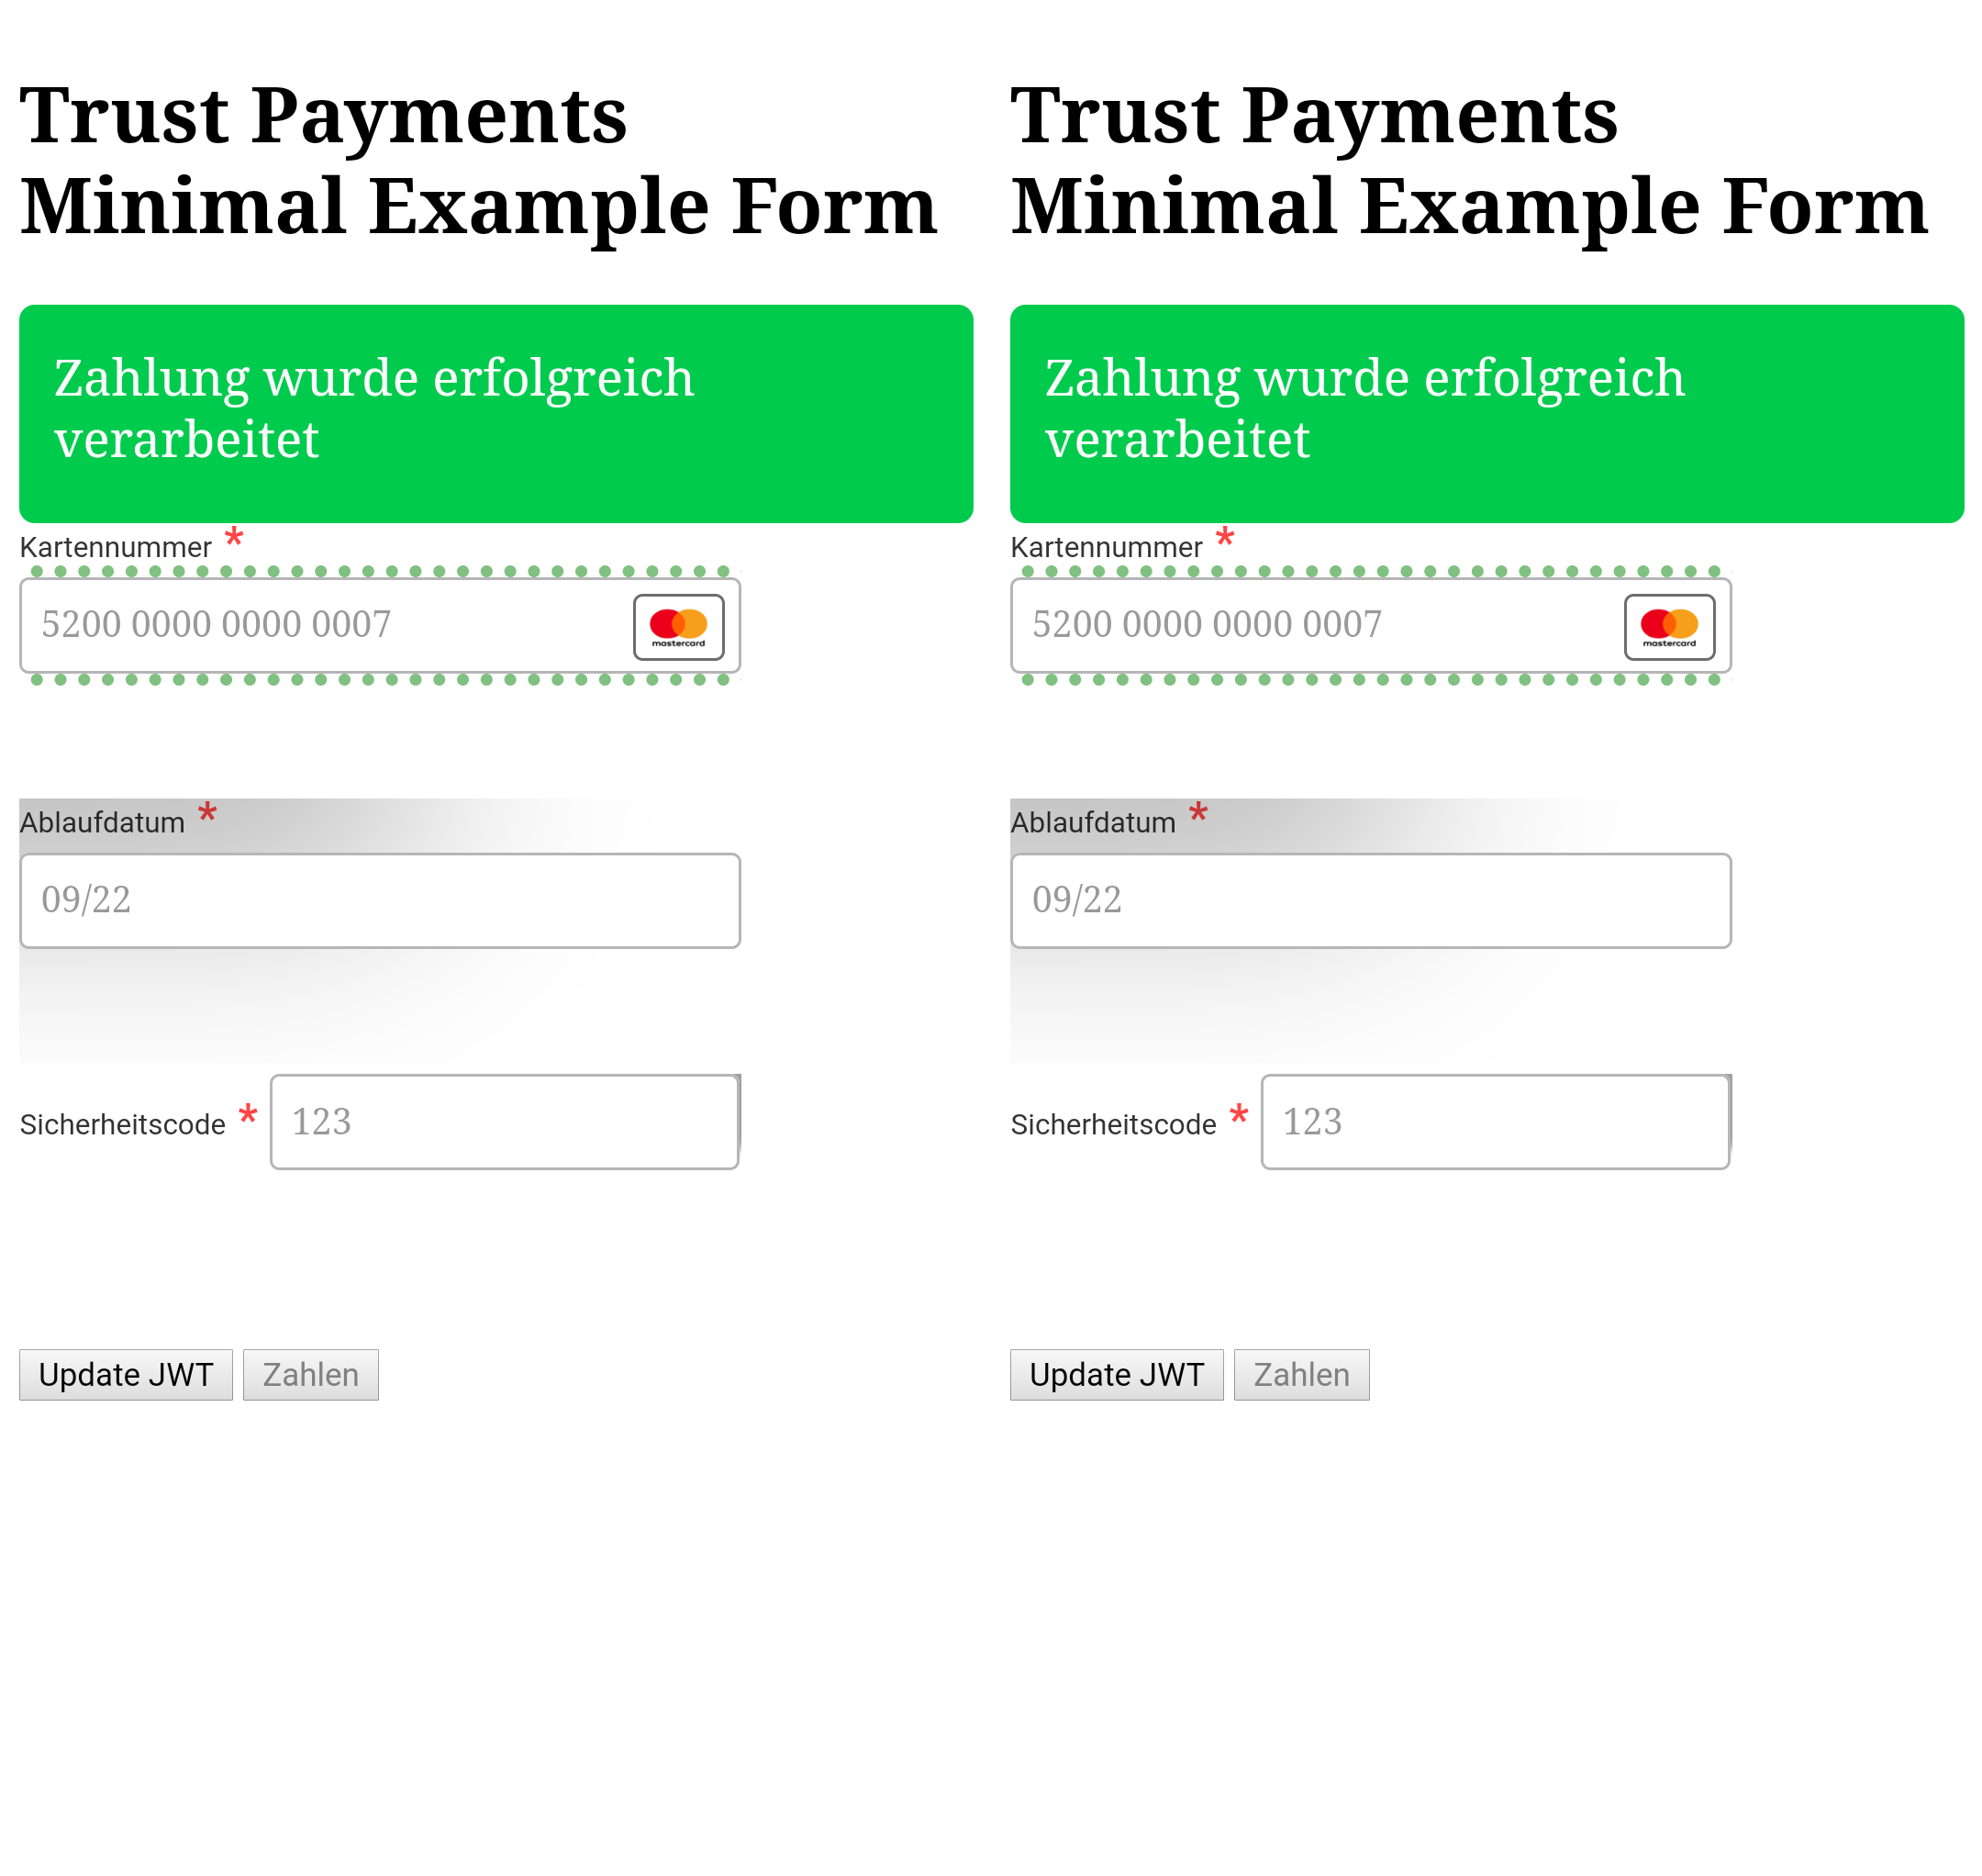 Trust Payments
Minimal Example Form
Zahlung wurde erfolgreich
verarbeitet
Kartennummer *
5200 0000 0000 0007
mastercard
Ablaufdatum *
09/22
Sicherheitscode * 123
Update JWT Zahlen
Trust Payments
Minimal Example Form
Zahlung wurde erfolgreich
verarbeitet
Kartennummer *
5200 0000 0000 0007
mastercard
Ablaufdatum *
09/22
Sicherheitscode * 123
Update JWT Zahlen